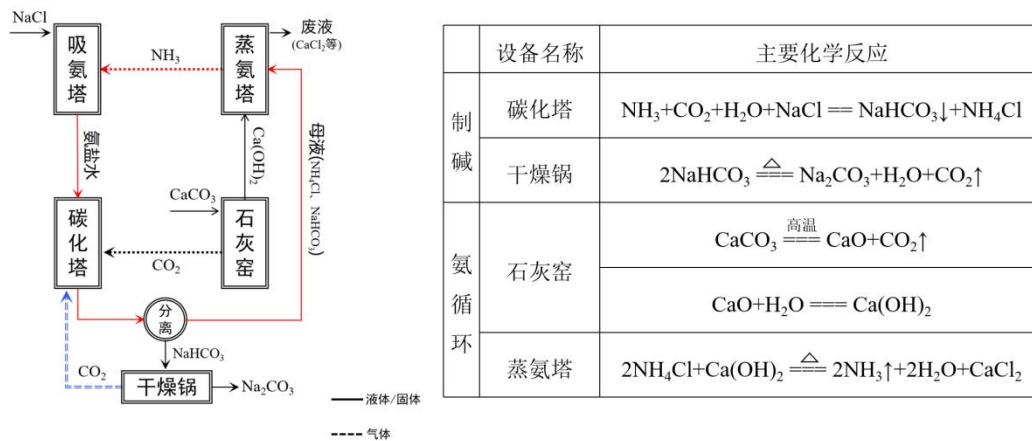 NaCl
吸氨塔
NH₃
蒸氨塔
废液
(CaCl₂等)
氨盐水
Ca(OH)₂
母液(NH₄Cl、NaHCO₃)
CaCO₃
碳化塔
石灰窑
CO₂
分离
NaHCO₃
CO₂
干燥锅
Na₂CO₃
液体/固体
气体
设备名称 主要化学反应
制碱
碳化塔 NH₃+CO₂+H₂O+NaCl == NaHCO₃↓+NH₄Cl
干燥锅 2NaHCO₃ ≜≜≜ Na₂CO₃+H₂O+CO₂↑
氨循环
石灰窑 CaCO₃ =高温= CaO+CO₂↑
CaO+H₂O === Ca(OH)₂
蒸氨塔 2NH₄Cl+Ca(OH)₂ =△= 2NH₃↑+2H₂O+CaCl₂